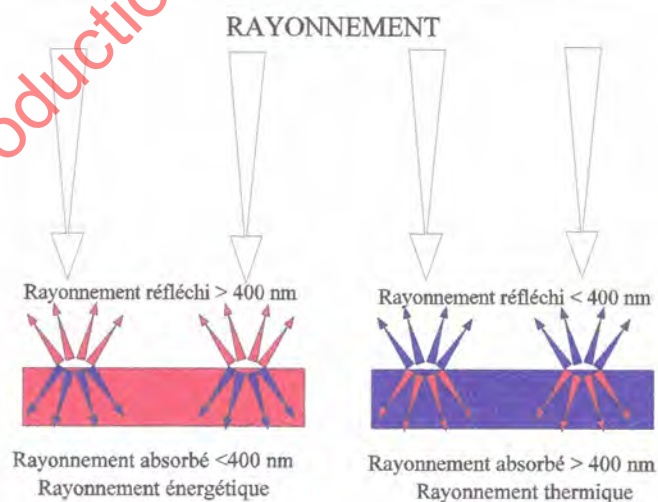 RAYONNEMENT
Rayonnement réfléchi > 400 nm
Rayonnement réfléchi < 400 nm
Rayonnement absorbé <400 nm
Rayonnement énergétique
Rayonnement absorbé > 400 nm
Rayonnement thermique